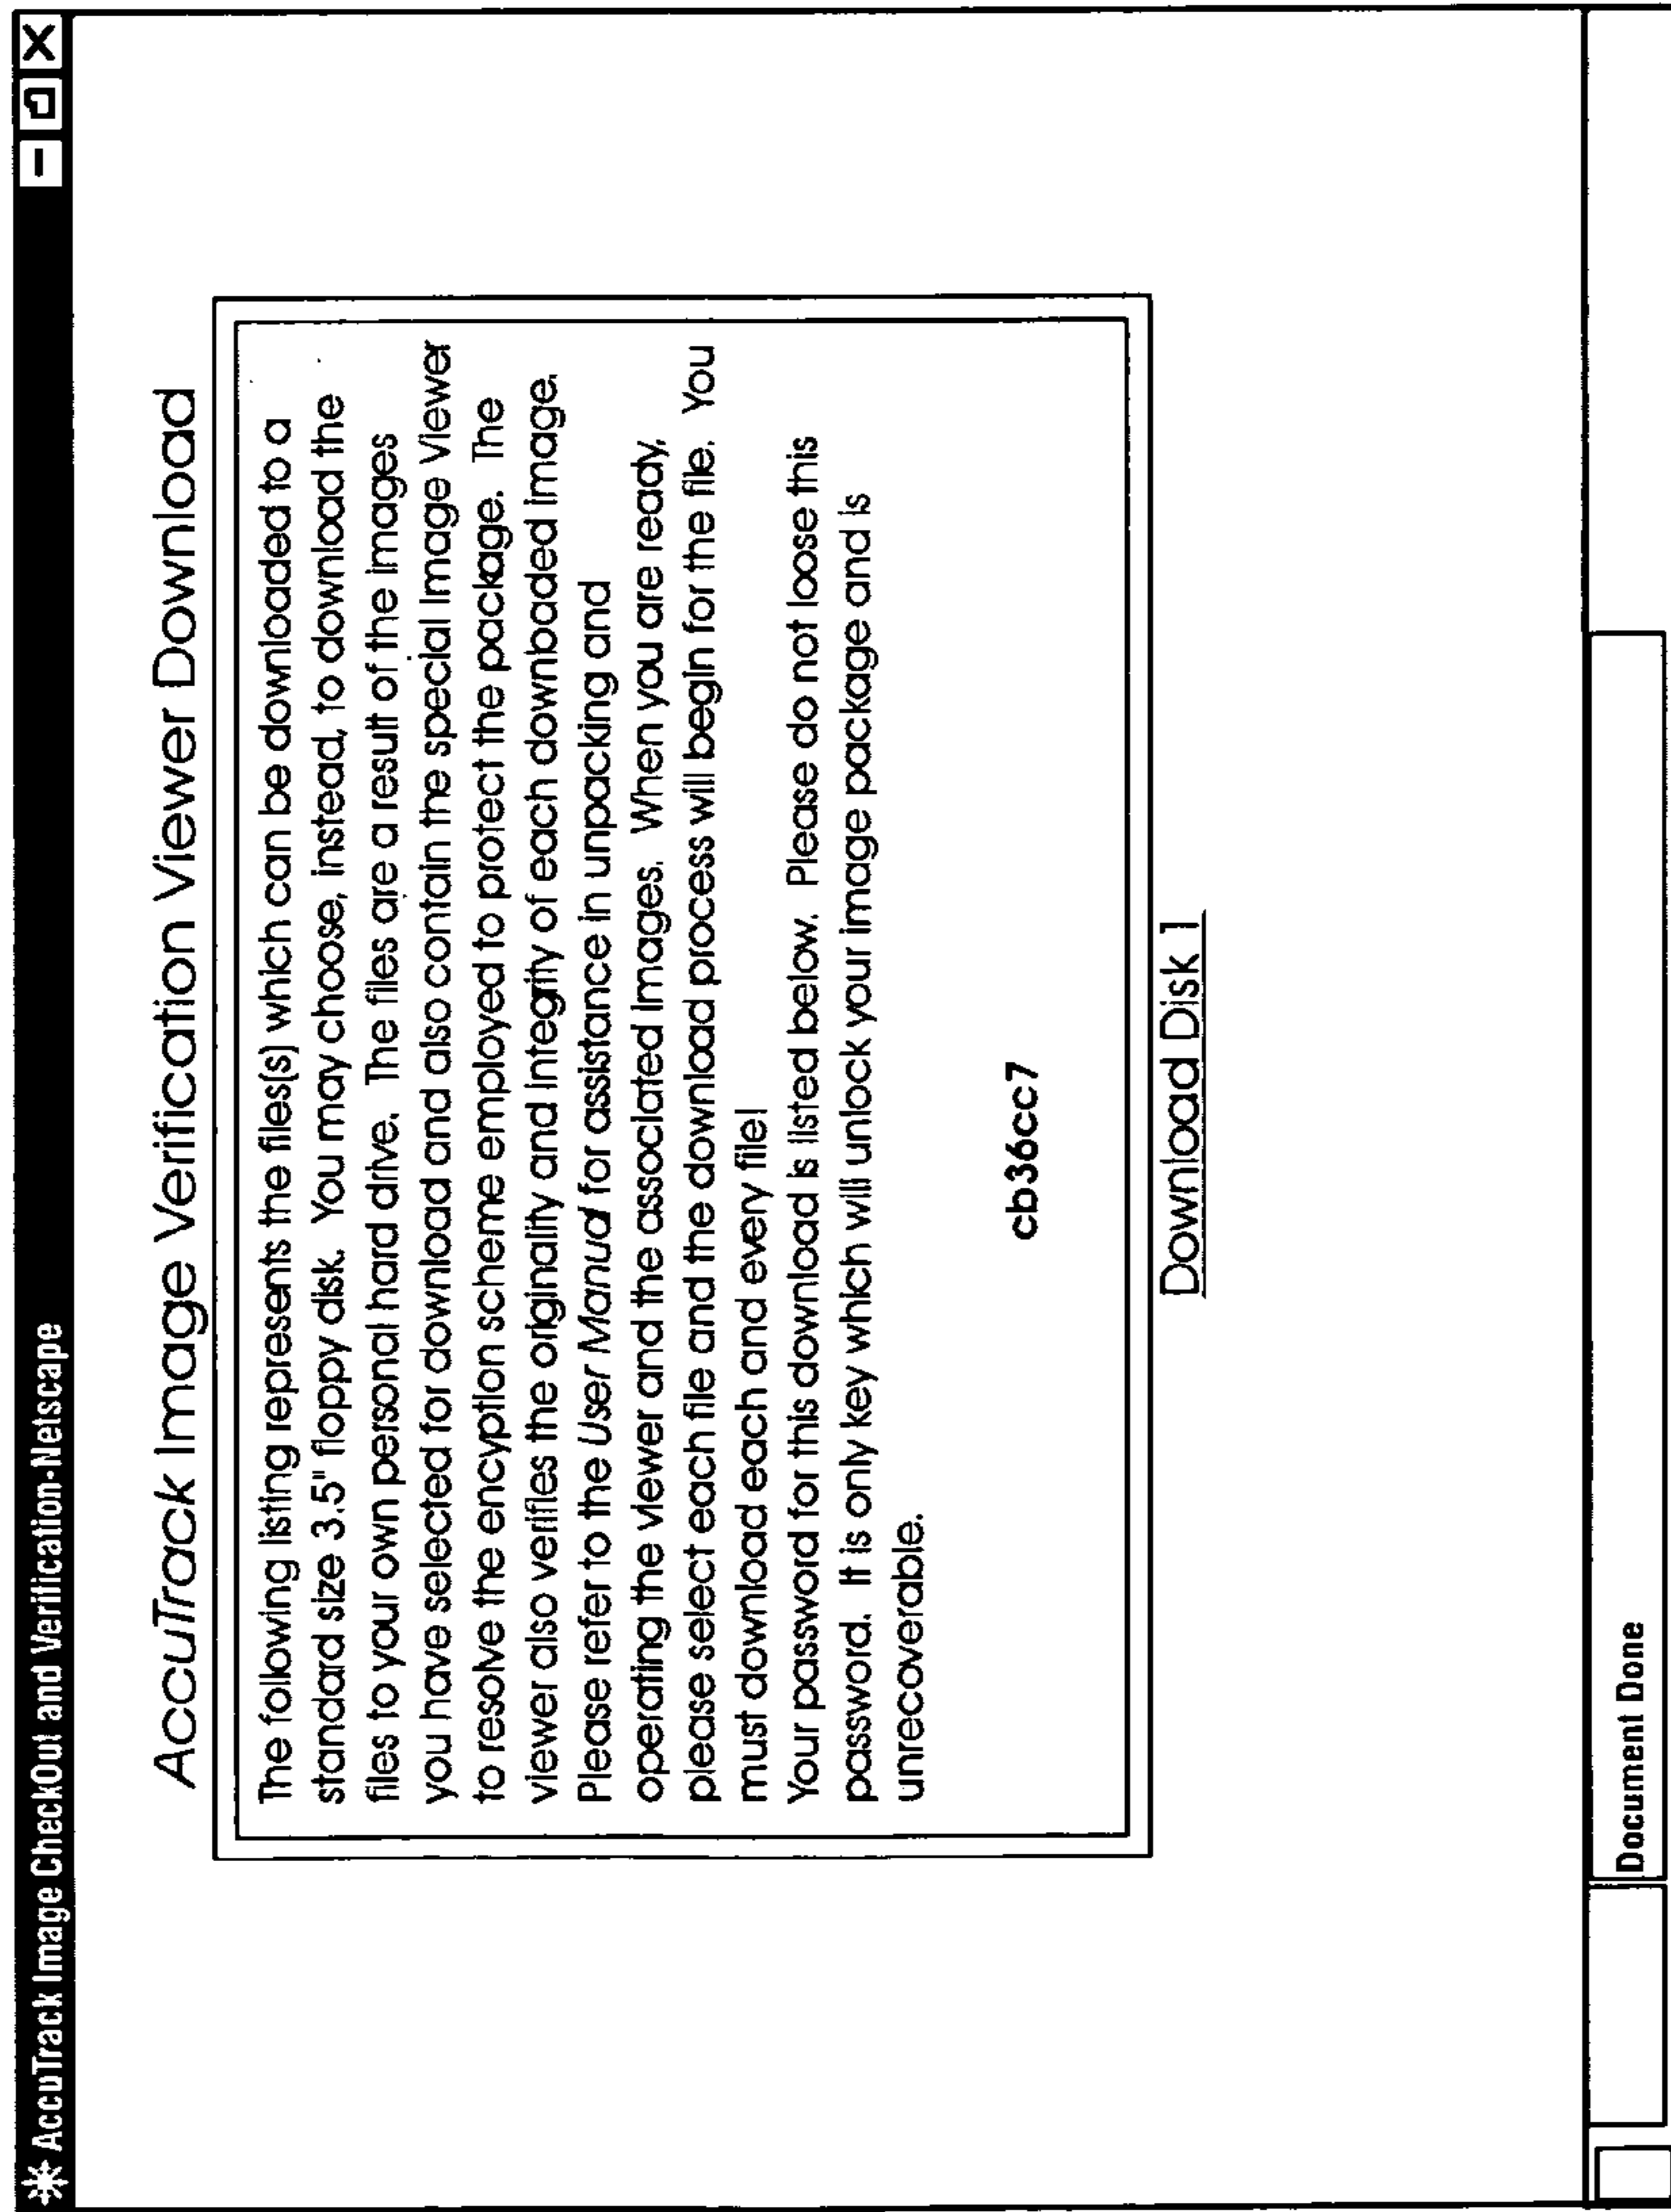 AccuTrack Image CheckOut and Verification-Netscape
AccuTrack Image Verification Viewer Download
The following listing represents the files(s) which can be downloaded to a
standard size 3.5" floppy disk. You may choose, instead, to download the
files to your own personal hard drive. The files are a result of the images
you have selected for download and also contain the special Image Viewer
to resolve the encyption scheme employed to protect the package. The
viewer also verifies the originality and integrity of each downloaded image.
Please refer to the User Manual for assistance in unpacking and
operating the viewer and the associated images. When you are ready,
please select each file and the download process will begin for the file. You
must download each and every file!
Your password for this download is listed below. Please do not loose this
password. It is only key which will unlock your image package and is
unrecoverable.
cb36cc7
Download Disk 1
Document Done